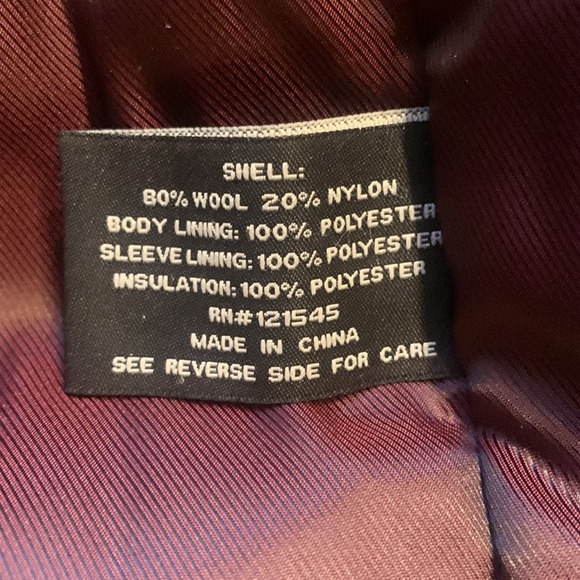 SHELL:
80% WOOL 20% NYLON
BODY LINING: 100% POLYESTER
SLEEVE LINING: 100% POLYESTER
INSULATION: 100% POLYESTER
RN#121545
MADE IN CHINA
SEE REVERSE SIDE FOR CARE